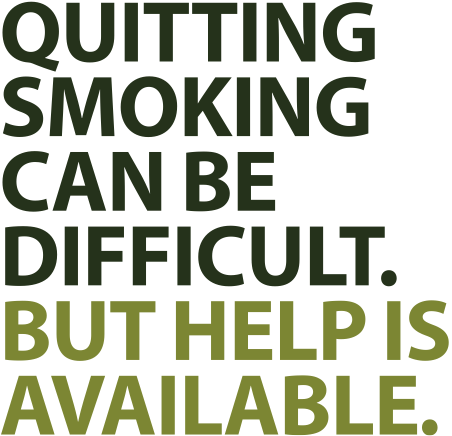 QUITTING
SMOKING
CAN BE
DIFFICULT.
BUT HELP IS
AVAILABLE.